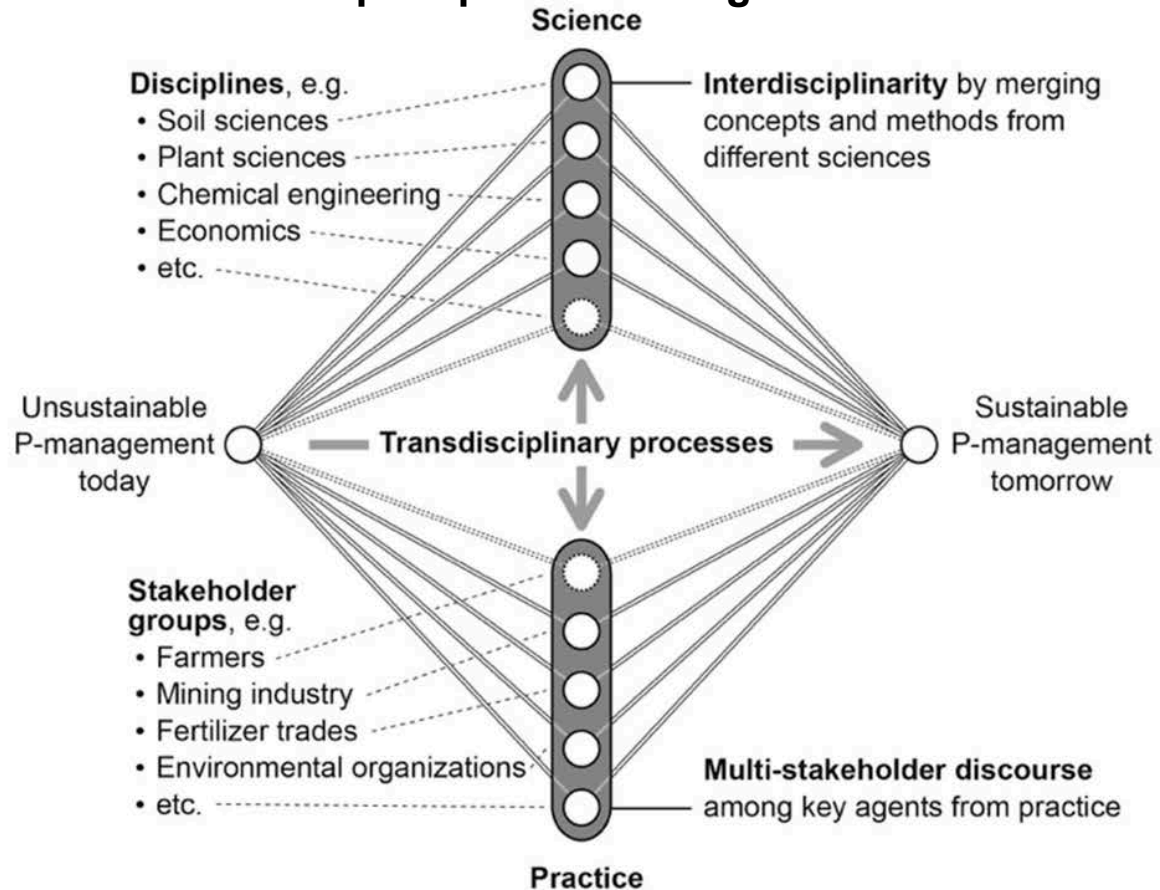 Science
Disciplines, e.g.
• Soil sciences
• Plant sciences
• Chemical engineering
• Economics
• etc.
Interdisciplinarity by merging
concepts and methods from
different sciences
Unsustainable
P-management
today
Transdisciplinary processes
Sustainable
P-management
tomorrow
Stakeholder
groups, e.g.
• Farmers
• Mining industry
• Fertilizer trades
• Environmental organizations
• etc.
Multi-stakeholder discourse
among key agents from practice
Practice